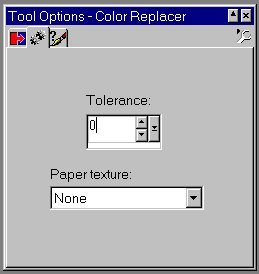 Tool Options - Color Replacer
Tolerance:
0
Paper texture:
None